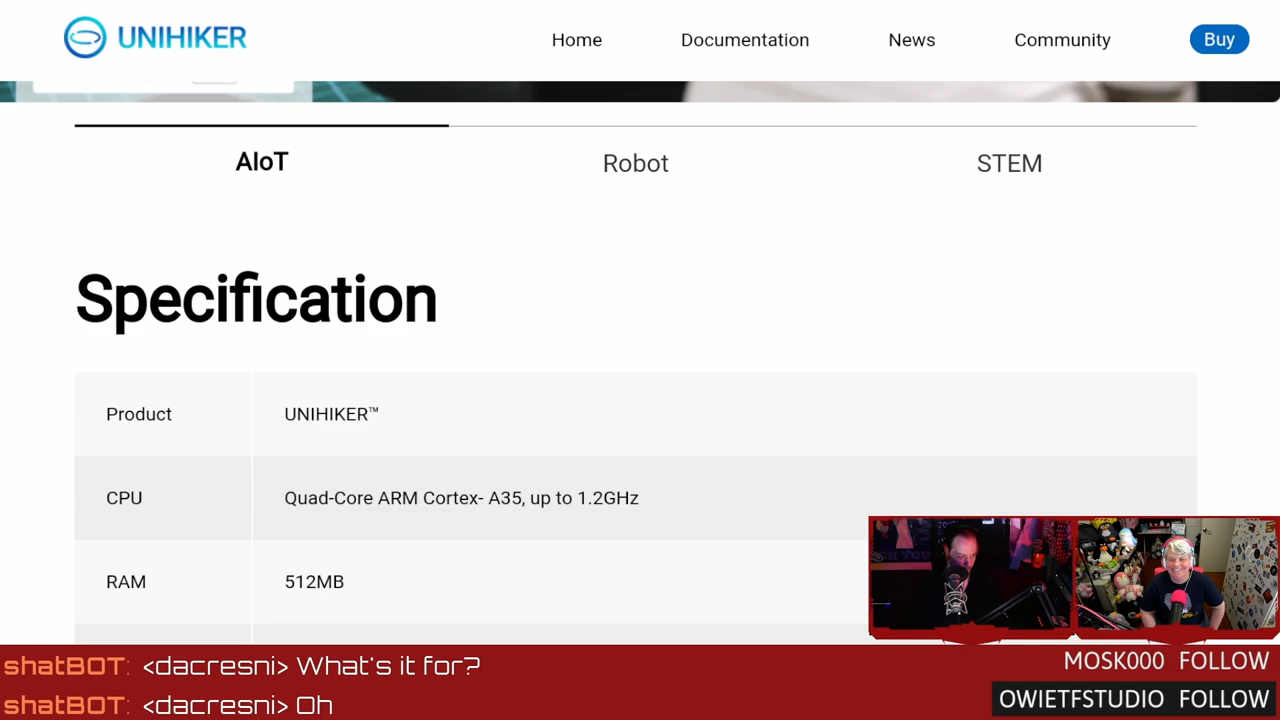 UNIHIKER
Home
Documentation
News
Community
Buy
AIoT
Robot
STEM
Specification
Product
UNIHIKER™
CPU
Quad-Core ARM Cortex- A35, up to 1.2GHz
RAM
512MB
shatBOT: <dacresni> What's it for?
shatBOT: <dacresni> Oh
MOSK000 FOLLOW
OWIETFSTUDIO FOLLOW